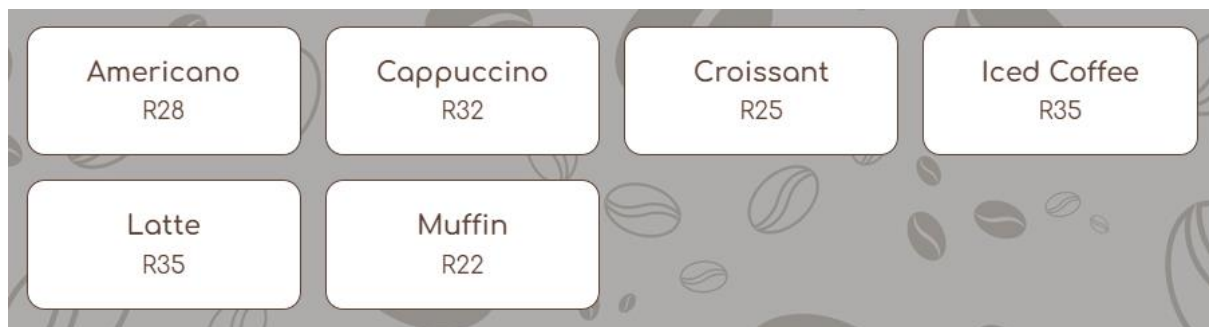 Americano
R28
Cappuccino
R32
Croissant
R25
Iced Coffee
R35
Latte
R35
Muffin
R22